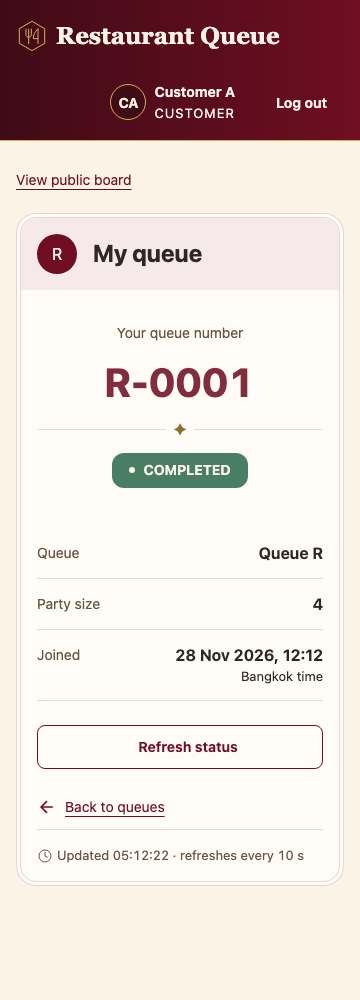 Restaurant Queue
CA
Customer A
CUSTOMER
Log out
View public board
R
My queue
Your queue number
R-0001
COMPLETED
Queue
Queue R
Party size
4
Joined
28 Nov 2026, 12:12
Bangkok time
Refresh status
Back to queues
Updated 05:12:22 · refreshes every 10 s